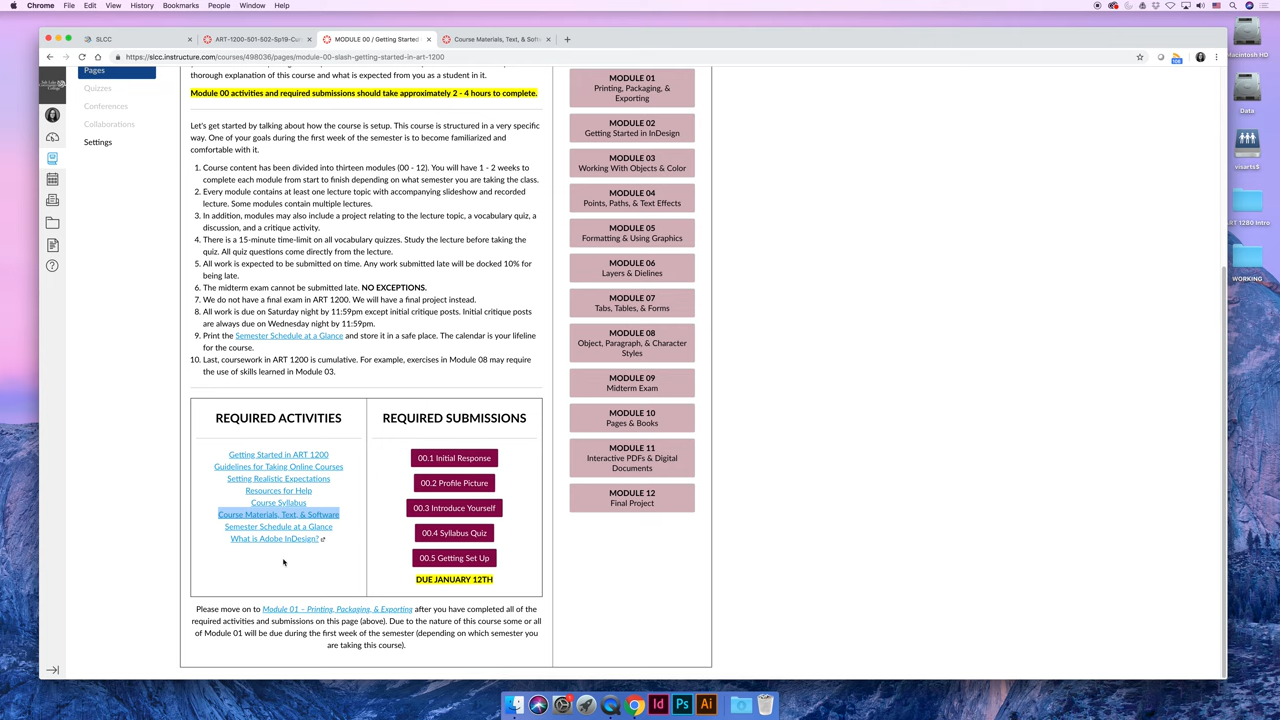 Chrome File Edit View History Bookmarks People Window Help
SLCC
ART-1200-501-502-Sp19-Cur
MODULE 00 / Getting Started
Course Materials, Text, & Softw
https://slcc.instructure.com/courses/498036/pages/module-00-slash-getting-started-in-art-1200
Pages
Quizzes
Conferences
Collaborations
Settings
thorough explanation of this course and what is expected from you as a student in it.
Module 00 activities and required submissions should take approximately 2 - 4 hours to complete.
Let's get started by talking about how the course is setup. This course is structured in a very specific
way. One of your goals during the first week of the semester is to become familiarized and
comfortable with it.
1. Course content has been divided into thirteen modules (00 - 12). You will have 1 - 2 weeks to
complete each module from start to finish depending on what semester you are taking the class.
2. Every module contains at least one lecture topic with accompanying slideshow and recorded
lecture. Some modules contain multiple lectures.
3. In addition, modules may also include a project relating to the lecture topic, a vocabulary quiz, a
discussion, and a critique activity.
4. There is a 15-minute time-limit on all vocabulary quizzes. Study the lecture before taking the
quiz. All quiz questions come directly from the lecture.
5. All work is expected to be submitted on time. Any work submitted late will be docked 10% for
being late.
6. The midterm exam cannot be submitted late. NO EXCEPTIONS.
7. We do not have a final exam in ART 1200. We will have a final project instead.
8. All work is due on Saturday night by 11:59pm except initial critique posts. Initial critique posts
are always due on Wednesday night by 11:59pm.
9. Print the Semester Schedule at a Glance and store it in a safe place. The calendar is your lifeline
for the course.
10. Last, coursework in ART 1200 is cumulative. For example, exercises in Module 08 may require
the use of skills learned in Module 03.
REQUIRED ACTIVITIES
Getting Started in ART 1200
Guidelines for Taking Online Courses
Setting Realistic Expectations
Resources for Help
Course Syllabus
Course Materials, Text, & Software
Semester Schedule at a Glance
What is Adobe InDesign?
REQUIRED SUBMISSIONS
00.1 Initial Response
00.2 Profile Picture
00.3 Introduce Yourself
00.4 Syllabus Quiz
00.5 Getting Set Up
DUE JANUARY 12TH
Please move on to Module 01 – Printing, Packaging, & Exporting after you have completed all of the
required activities and submissions on this page (above). Due to the nature of this course some or all
of Module 01 will be due during the first week of the semester (depending on which semester you
are taking this course).
MODULE 01
Printing, Packaging, &
Exporting
MODULE 02
Getting Started in InDesign
MODULE 03
Working With Objects & Color
MODULE 04
Points, Paths, & Text Effects
MODULE 05
Formatting & Using Graphics
MODULE 06
Layers & Dielines
MODULE 07
Tabs, Tables, & Forms
MODULE 08
Object, Paragraph, & Character
Styles
MODULE 09
Midterm Exam
MODULE 10
Pages & Books
MODULE 11
Interactive PDFs & Digital
Documents
MODULE 12
Final Project
Macintosh HD
Data
visarts5
ART 1280 Intro
WORKING
Id
Ps
Ai